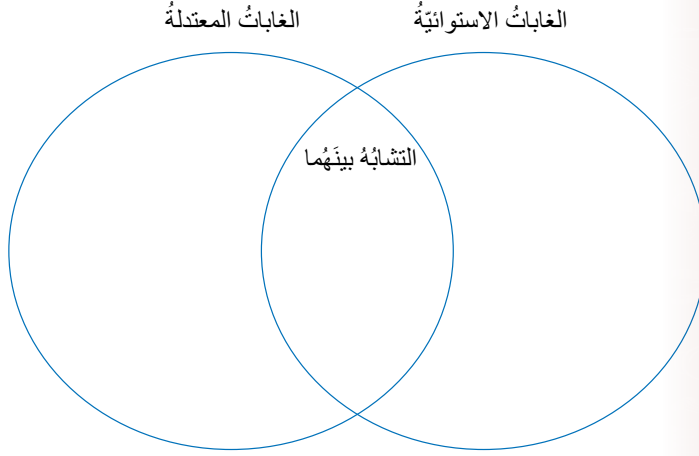 الغاباتُ الاستوائيّةُ
الغاباتُ المعتدلةُ
التشابُهُ بينَهُما